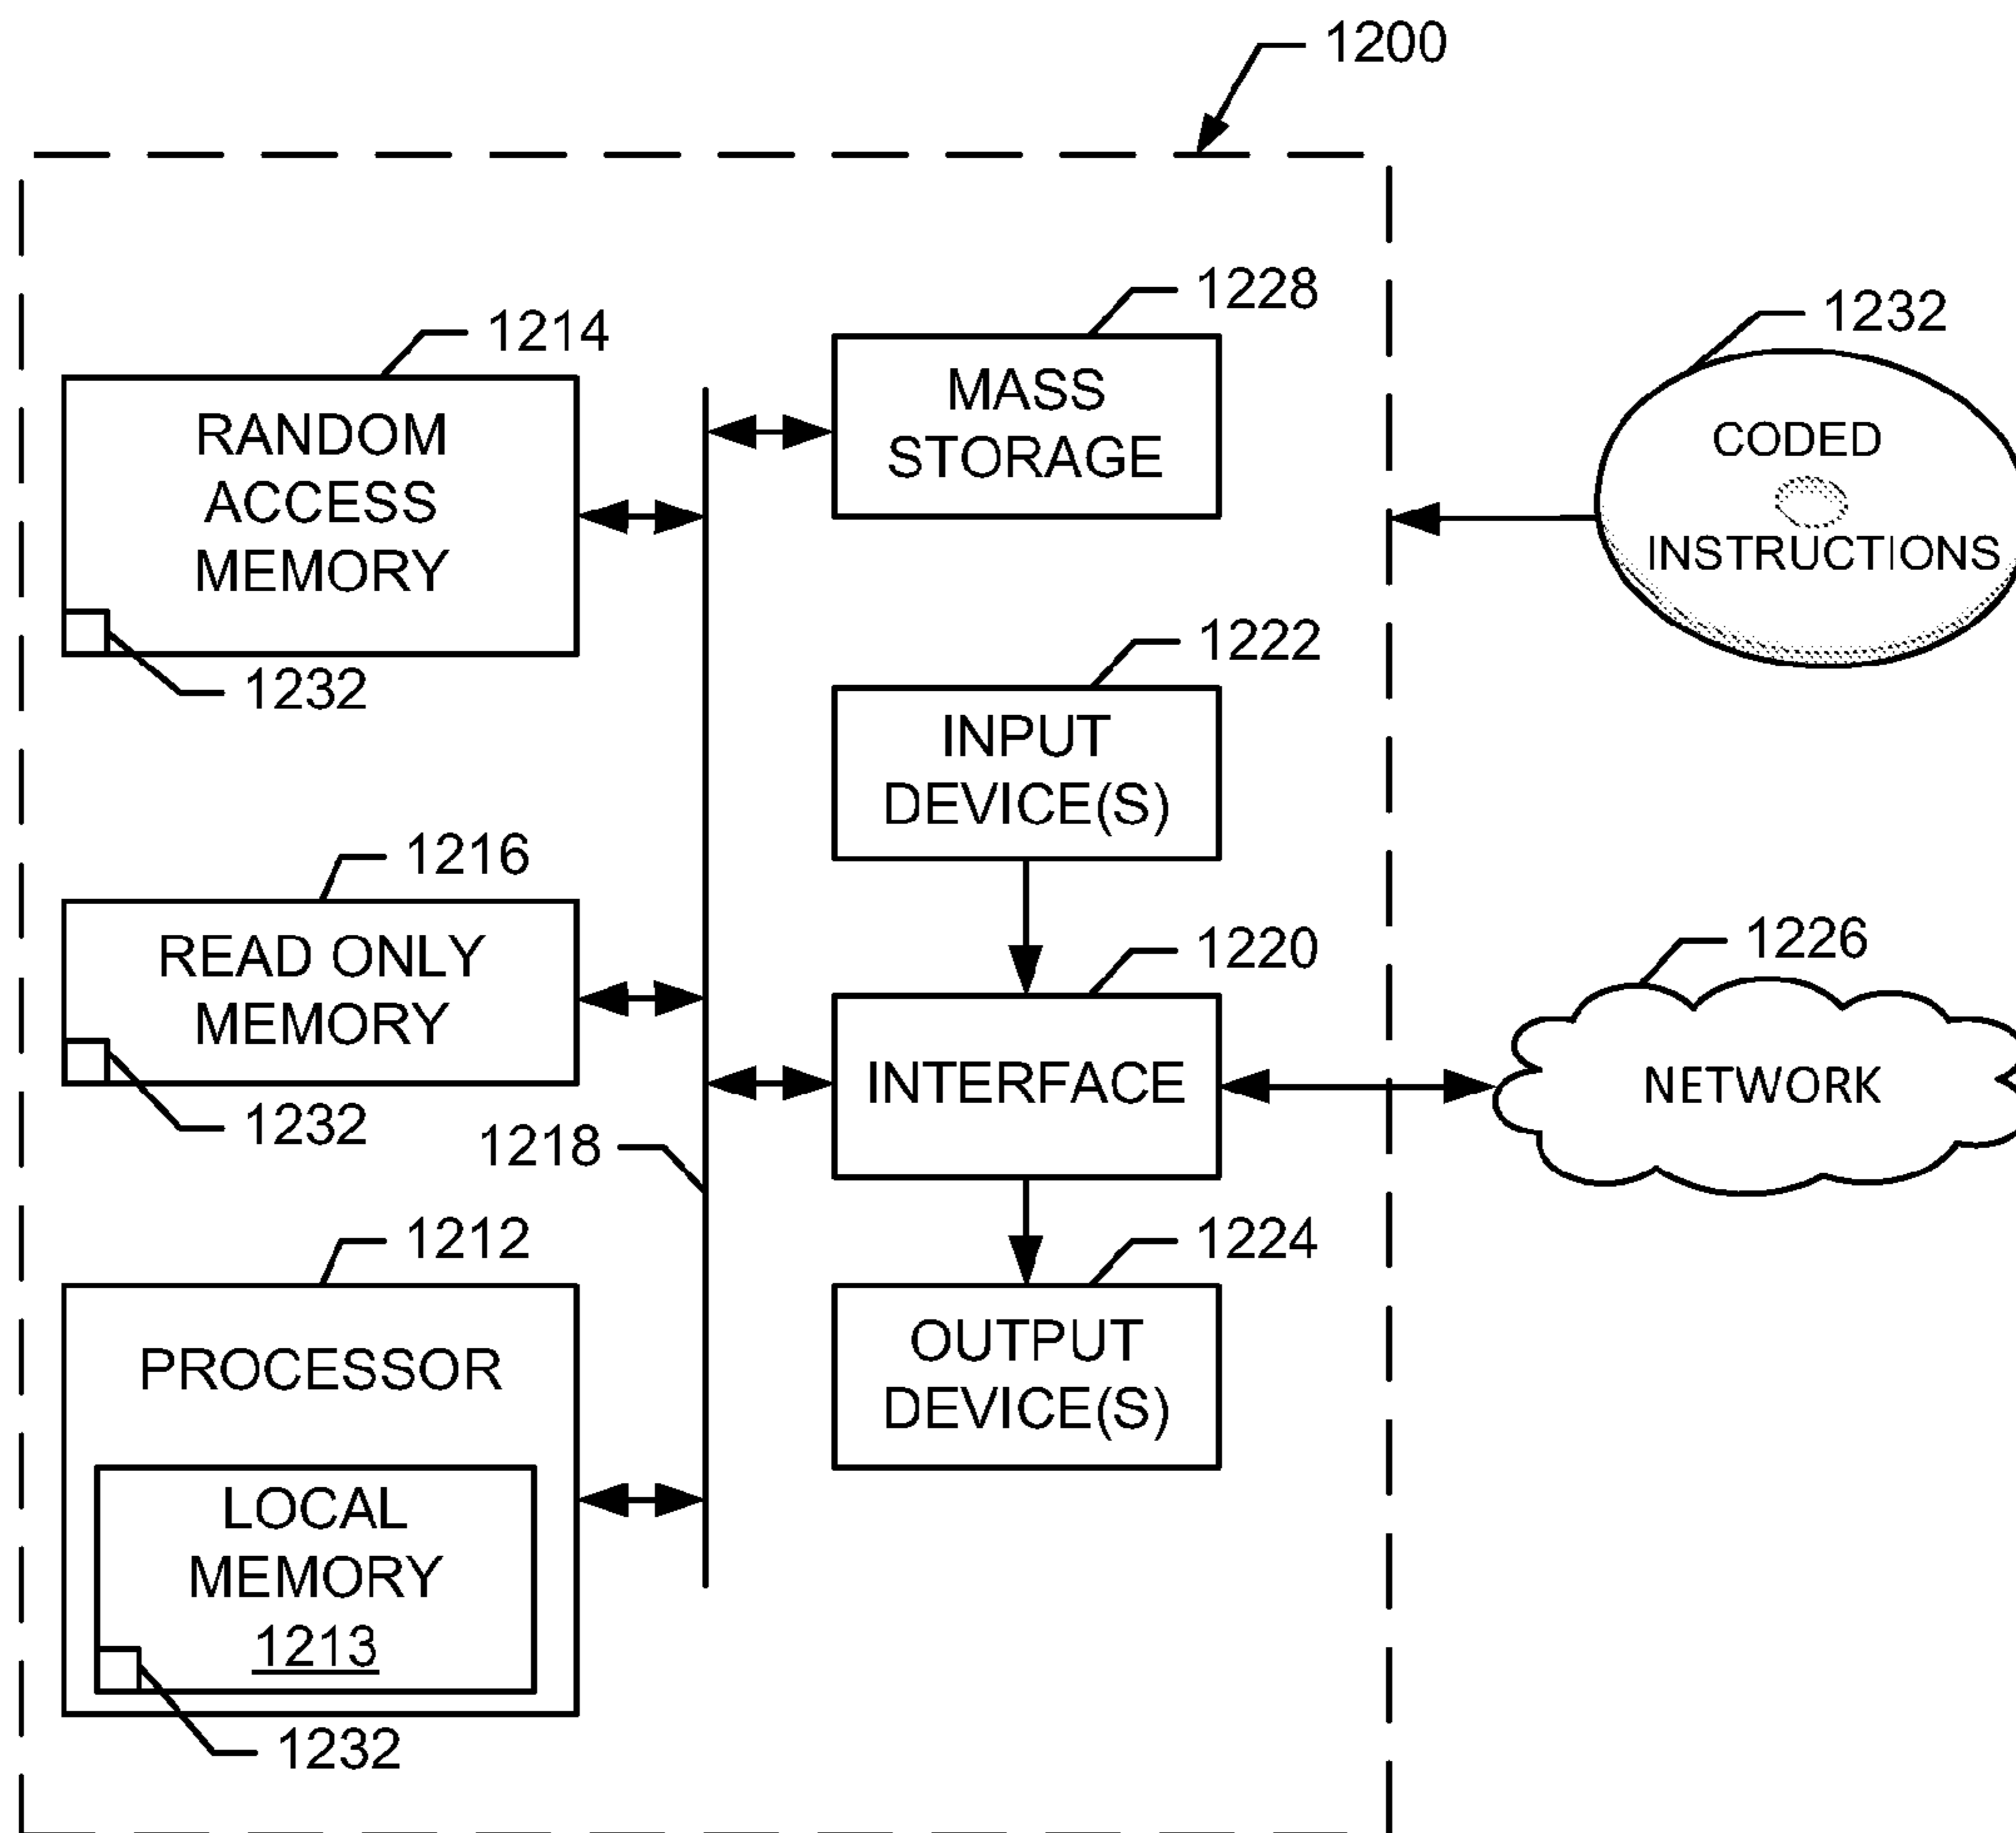 1200
1228
1214
1232
MASS
STORAGE
RANDOM
ACCESS
MEMORY
CODED
INSTRUCTIONS
1232
1222
INPUT
DEVICE(S)
1216
READ ONLY
MEMORY
1220
1226
INTERFACE
NETWORK
1232
1218
1212
1224
PROCESSOR
OUTPUT
DEVICE(S)
LOCAL
MEMORY
1213
1232